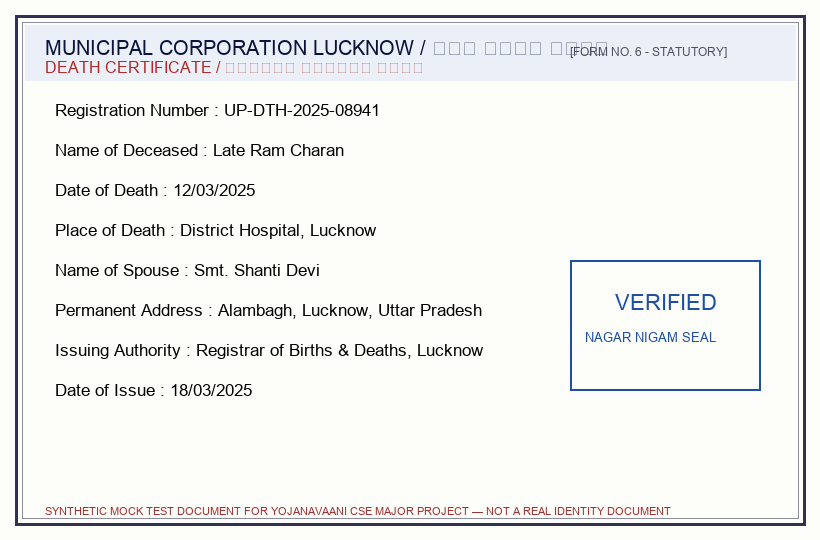 MUNICIPAL CORPORATION LUCKNOW /
[FORM NO. 6 - STATUTORY]
DEATH CERTIFICATE /
Registration Number : UP-DTH-2025-08941
Name of Deceased : Late Ram Charan
Date of Death : 12/03/2025
Place of Death : District Hospital, Lucknow
Name of Spouse : Smt. Shanti Devi
Permanent Address : Alambagh, Lucknow, Uttar Pradesh
Issuing Authority : Registrar of Births & Deaths, Lucknow
Date of Issue : 18/03/2025
VERIFIED
NAGAR NIGAM SEAL
SYNTHETIC MOCK TEST DOCUMENT FOR YOJANAVAANI CSE MAJOR PROJECT — NOT A REAL IDENTITY DOCUMENT